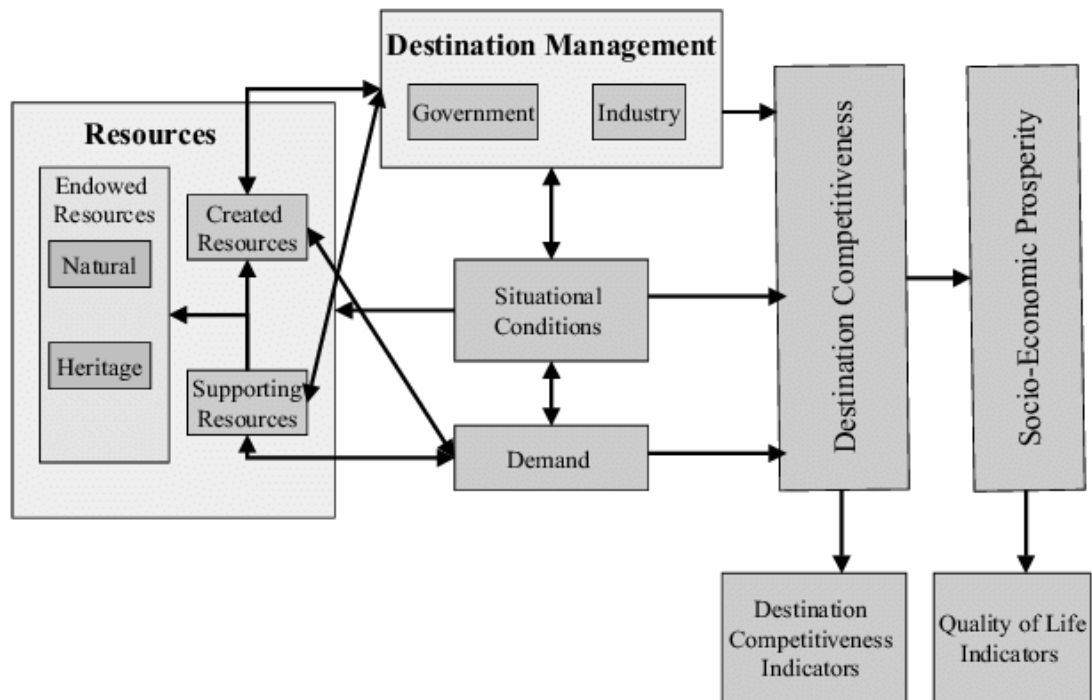 Destination Management
Government
Industry
Resources
Endowed
Resources
Natural
Heritage
Created
Resources
Supporting
Resources
Situational
Conditions
Demand
Destination Competitiveness
Socio-Economic Prosperity
Destination
Competitiveness
Indicators
Quality of Life
Indicators